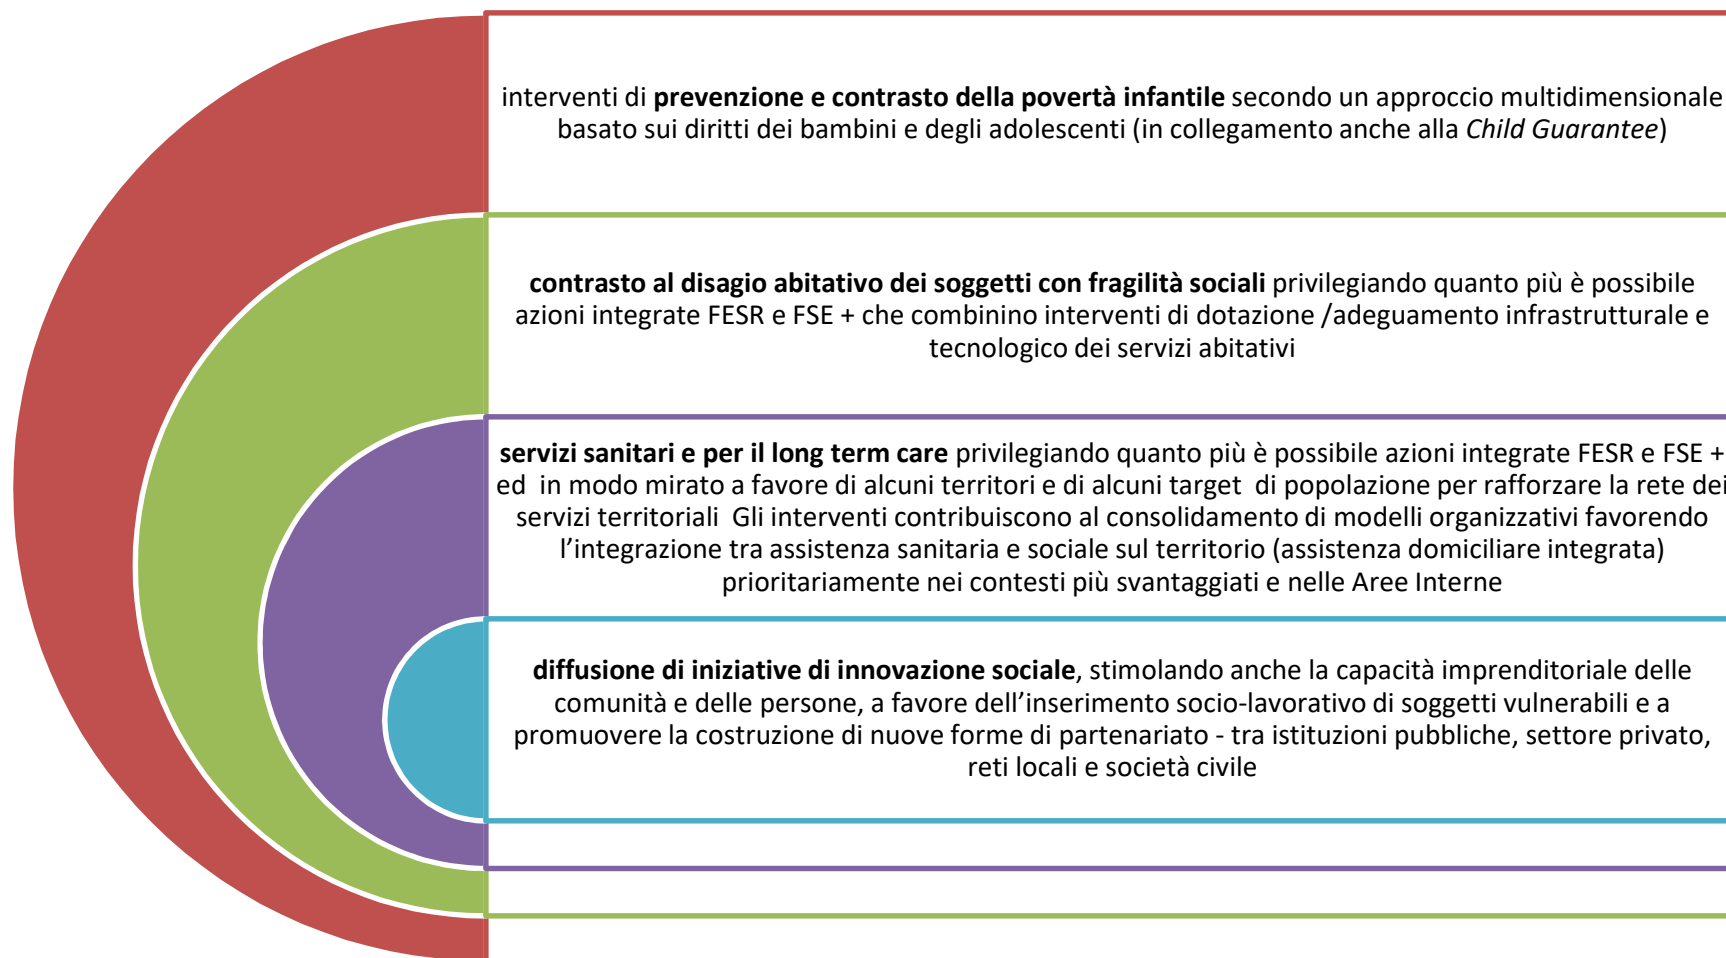 interventi di prevenzione e contrasto della povertà infantile secondo un approccio multidimensionale
basato sui diritti dei bambini e degli adolescenti (in collegamento anche alla Child Guarantee)
contrasto al disagio abitativo dei soggetti con fragilità sociali privilegiando quanto più è possibile
azioni integrate FESR e FSE + che combinino interventi di dotazione /adeguamento infrastrutturale e
tecnologico dei servizi abitativi
servizi sanitari e per il long term care privilegiando quanto più è possibile azioni integrate FESR e FSE +
ed  in modo mirato a favore di alcuni territori e di alcuni target  di popolazione per rafforzare la rete dei
servizi territoriali  Gli interventi contribuiscono al consolidamento di modelli organizzativi favorendo
l’integrazione tra assistenza sanitaria e sociale sul territorio (assistenza domiciliare integrata)
prioritariamente nei contesti più svantaggiati e nelle Aree Interne
diffusione di iniziative di innovazione sociale, stimolando anche la capacità imprenditoriale delle
comunità e delle persone, a favore dell’inserimento socio-lavorativo di soggetti vulnerabili e a
promuovere la costruzione di nuove forme di partenariato - tra istituzioni pubbliche, settore privato,
reti locali e società civile